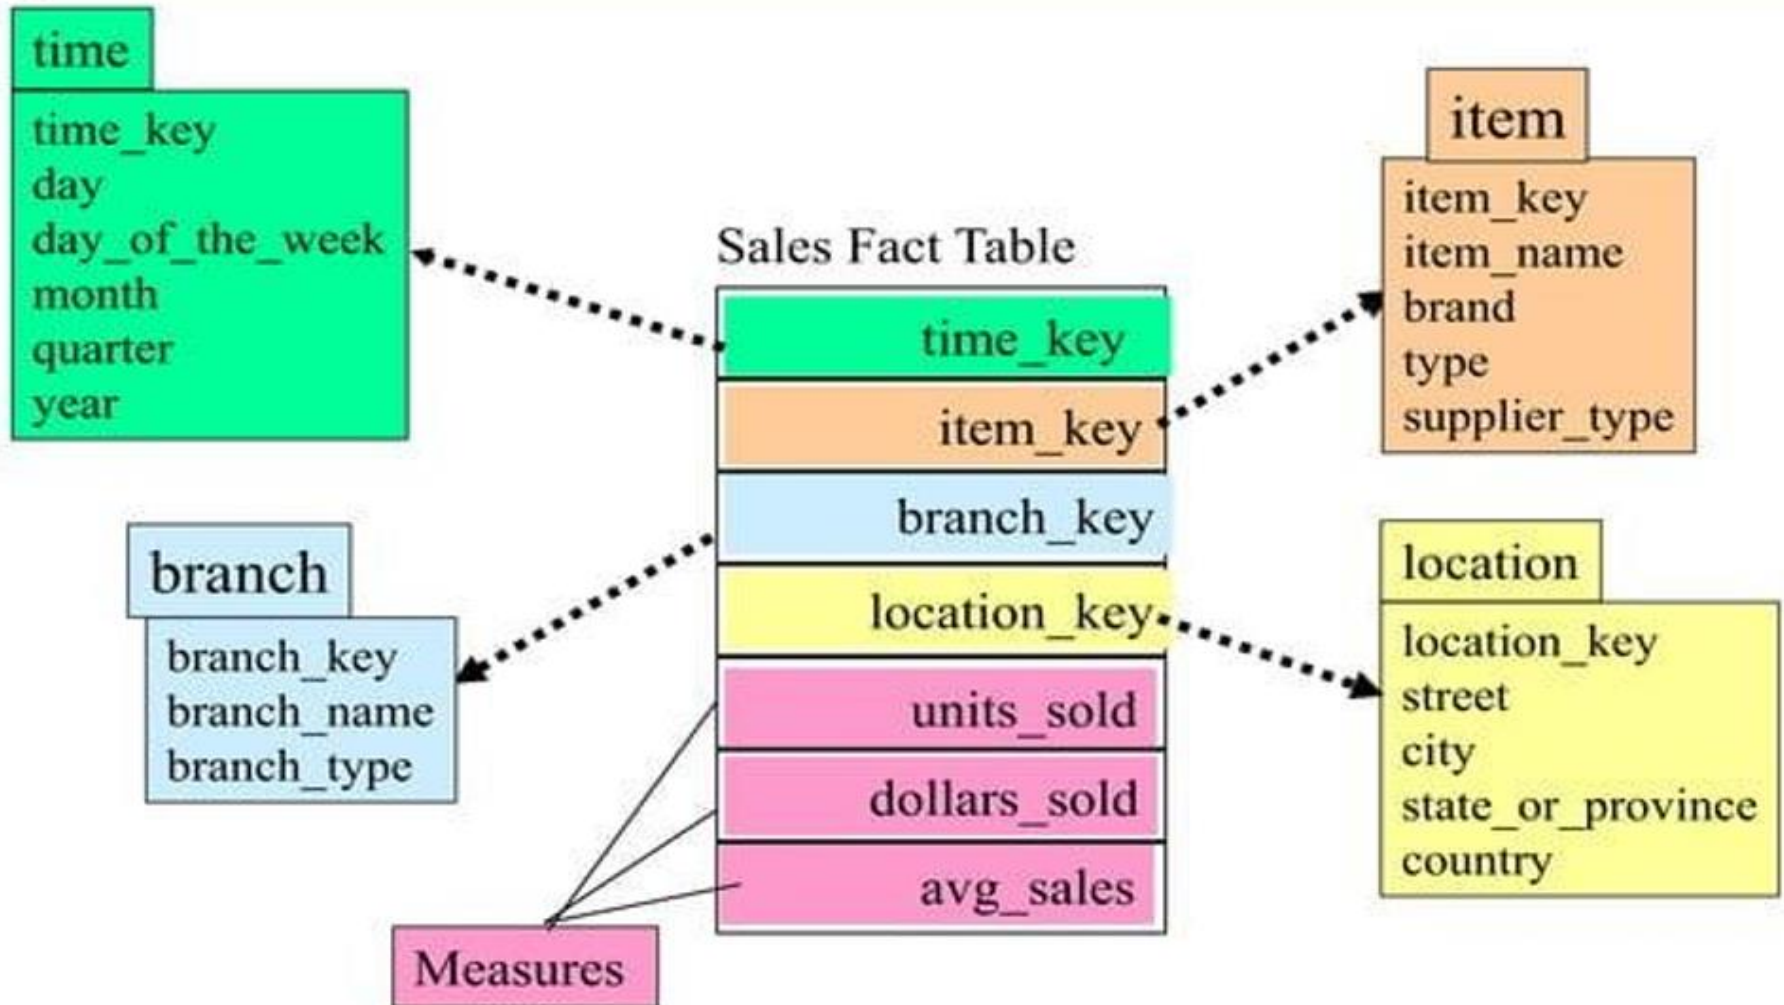 time
time_key
day
day_of_the_week
month
quarter
year
branch
branch_key
branch_name
branch_type
Sales Fact Table
time_key
item_key
branch_key
location_key
units_sold
dollars_sold
avg_sales
Measures
item
item_key
item_name
brand
type
supplier_type
location
location_key
street
city
state_or_province
country